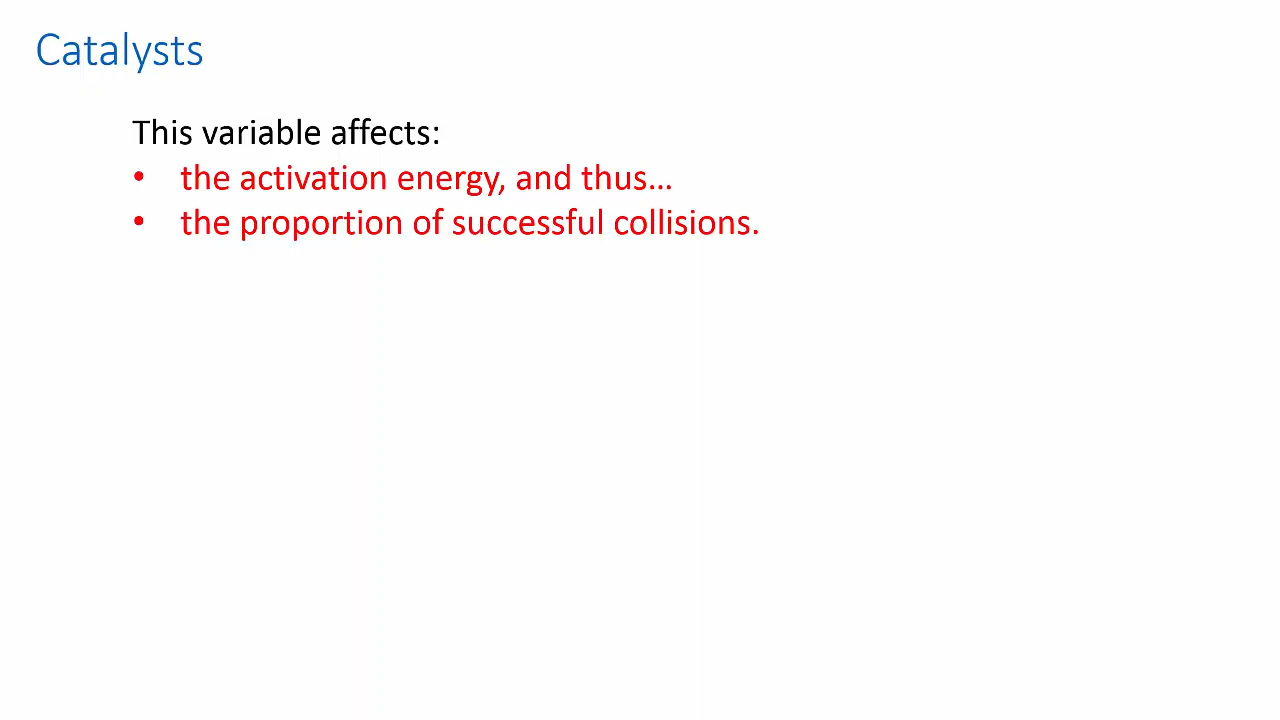 Catalysts
This variable affects:
• the activation energy, and thus…
• the proportion of successful collisions.